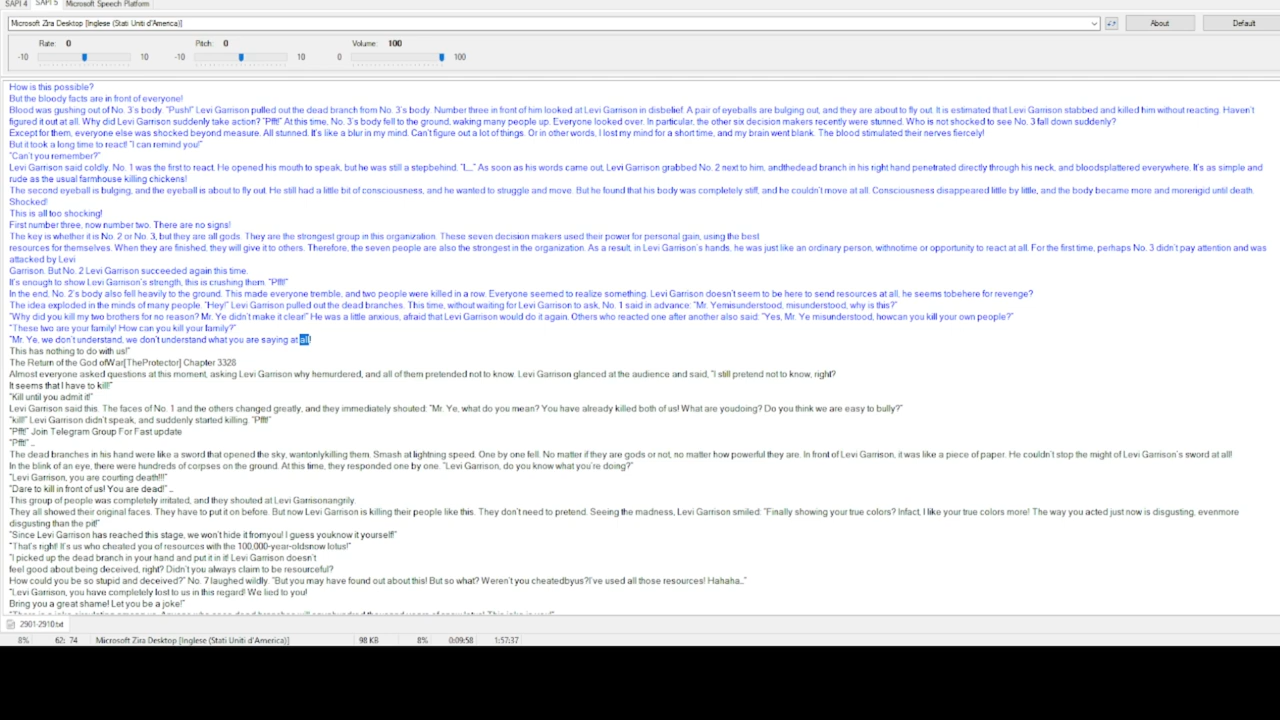 SAPI 4 SAPI 5 Microsoft Speech Platform
Microsoft Zira Desktop [Inglese (Stati Uniti d'America)] About Default
Rate: 0 Pitch: 0 Volume: 100
-10 10 -10 10 0 100
How is this possible?
But the bloody facts are in front of everyone!
Blood was gushing out of No. 3's body. "Push!" Levi Garrison pulled out the dead branch from No. 3's body. Number three in front of him looked at Levi Garrison in disbelief. A pair of eyeballs are bulging out, and they are about to fly out. It is estimated that Levi Garrison stabbed and killed him without reacting. Haven't
figured it out at all. Why did Levi Garrison suddenly take action? "Pfft!" At this time, No. 3's body fell to the ground, waking many people up. Everyone looked over. In particular, the other six decision makers recently were stunned. Who is not shocked to see No. 3 fall down suddenly?
Except for them, everyone else was shocked beyond measure. All stunned. It's like a blur in my mind. Can't figure out a lot of things. Or in other words, I lost my mind for a short time, and my brain went blank. The blood stimulated their nerves fiercely!
But it took a long time to react! "I can remind you!"
"Can't you remember?"
Levi Garrison said coldly. No. 1 was the first to react. He opened his mouth to speak, but he was still a stepbehind. "I...." As soon as his words came out, Levi Garrison grabbed No. 2 next to him, andthedead branch in his right hand penetrated directly through his neck, and bloodsplattered everywhere. It's as simple and
rude as the usual farmhouse killing chickens!
The second eyeball is bulging, and the eyeball is about to fly out. He still had a little bit of consciousness, and he wanted to struggle and move. But he found that his body was completely stiff, and he couldn't move at all. Consciousness disappeared little by little, and the body became more and morerigid until death.
Shocked!
This is all too shocking!
First number three, now number two. There are no signs!
The key is whether it is No. 2 or No. 3, but they are all gods. They are the strongest group in this organization. These seven decision makers used their power for personal gain, using the best
resources for themselves. When they are finished, they will give it to others. Therefore, the seven people are also the strongest in the organization. As a result, in Levi Garrison's hands, he was just like an ordinary person, withnotime or opportunity to react at all. For the first time, perhaps No. 3 didn't pay attention and was
attacked by Levi
Garrison. But No. 2 Levi Garrison succeeded again this time.
It's enough to show Levi Garrison's strength, this is crushing them. "Pfft!"
In the end, No. 2's body also fell heavily to the ground. This made everyone tremble, and two people were killed in a row. Everyone seemed to realize something. Levi Garrison doesn't seem to be here to send resources at all, he seems tobehere for revenge?
The idea exploded in the minds of many people. "Hey!" Levi Garrison pulled out the dead branches. This time, without waiting for Levi Garrison to ask, No. 1 said in advance: "Mr. Yemisunderstood, misunderstood, why is this?"
"Why did you kill my two brothers for no reason? Mr. Ye didn't make it clear!" He was a little anxious, afraid that Levi Garrison would do it again. Others who reacted one after another also said: "Yes, Mr. Ye misunderstood, howcan you kill your own people?"
"These two are your family! How can you kill your family?"
"Mr. Ye, we don't understand, we don't understand what you are saying at all!
This has nothing to do with us!"
The Return of the God ofWar[TheProtector] Chapter 3328
Almost everyone asked questions at this moment, asking Levi Garrison why hemurdered, and all of them pretended not to know. Levi Garrison glanced at the audience and said, "I still pretend not to know, right?
It seems that I have to kill!"
"Kill until you admit it!"
Levi Garrison said this. The faces of No. 1 and the others changed greatly, and they immediately shouted: "Mr. Ye, what do you mean? You have already killed both of us! What are youdoing? Do you think we are easy to bully?"
"kill!" Levi Garrison didn't speak, and suddenly started killing. "Pfft!"
"Pfft!" Join Telegram Group For Fast update
"Pfft!" ..
The dead branches in his hand were like a sword that opened the sky, wantonlykilling them. Smash at lightning speed. One by one fell. No matter if they are gods or not, no matter how powerful they are. In front of Levi Garrison, it was like a piece of paper. He couldn't stop the might of Levi Garrison's sword at all!
In the blink of an eye, there were hundreds of corpses on the ground. At this time, they responded one by one. "Levi Garrison, do you know what you're doing?"
"Levi Garrison, you are courting death!!!"
"Dare to kill in front of us! You are dead!" ..
This group of people was completely irritated, and they shouted at Levi Garrisonangrily.
They all showed their original faces. They have to put it on before. But now Levi Garrison is killing their people like this. They don't need to pretend. Seeing the madness, Levi Garrison smiled: "Finally showing your true colors? Infact, I like your true colors more! The way you acted just now is disgusting, evenmore
disgusting than the pit!"
"Since Levi Garrison has reached this stage, we won't hide it fromyou! I guess youknow it yourself!"
"That's right! It's us who cheated you of resources with the 100,000-year-oldsnow lotus!"
"I picked up the dead branch in your hand and put it in it! Levi Garrison doesn't
feel good about being deceived, right? Didn't you always claim to be resourceful?
How could you be so stupid and deceived?" No. 7 laughed wildly. "But you may have found out about this! But so what? Weren't you cheatedbyus?I've used all those resources! Hahaha.."
"Levi Garrison, you have completely lost to us in this regard! We lied to you!
Bring you a great shame! Let you be a joke!"
2901-2910.txt
8% 62: 74 Microsoft Zira Desktop [Inglese (Stati Uniti d'America)] 98 KB 8% 0:09:58 1:57:37